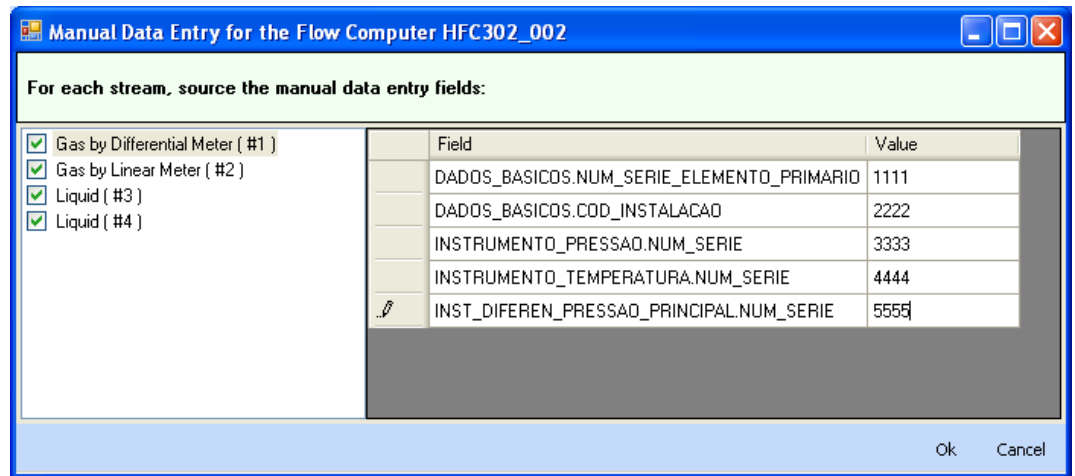 Manual Data Entry for the Flow Computer HFC302_002
For each stream, source the manual data entry fields:
Gas by Differential Meter ( #1 )
Gas by Linear Meter ( #2 )
Liquid ( #3 )
Liquid ( #4 )
Field Value
DADOS_BASICOS.NUM_SERIE_ELEMENTO_PRIMARIO 1111
DADOS_BASICOS.COD_INSTALACAO 2222
INSTRUMENTO_PRESSAO.NUM_SERIE 3333
INSTRUMENTO_TEMPERATURA.NUM_SERIE 4444
INST_DIFEREN_PRESSAO_PRINCIPAL.NUM_SERIE 5555
Ok Cancel